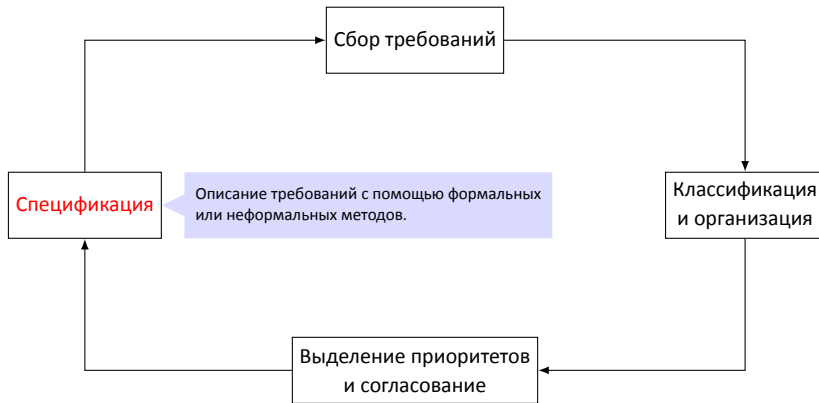 Сбор требований
Спецификация
Описание требований с помощью формальных
или неформальных методов.
Классификация
и организация
Выделение приоритетов
и согласование